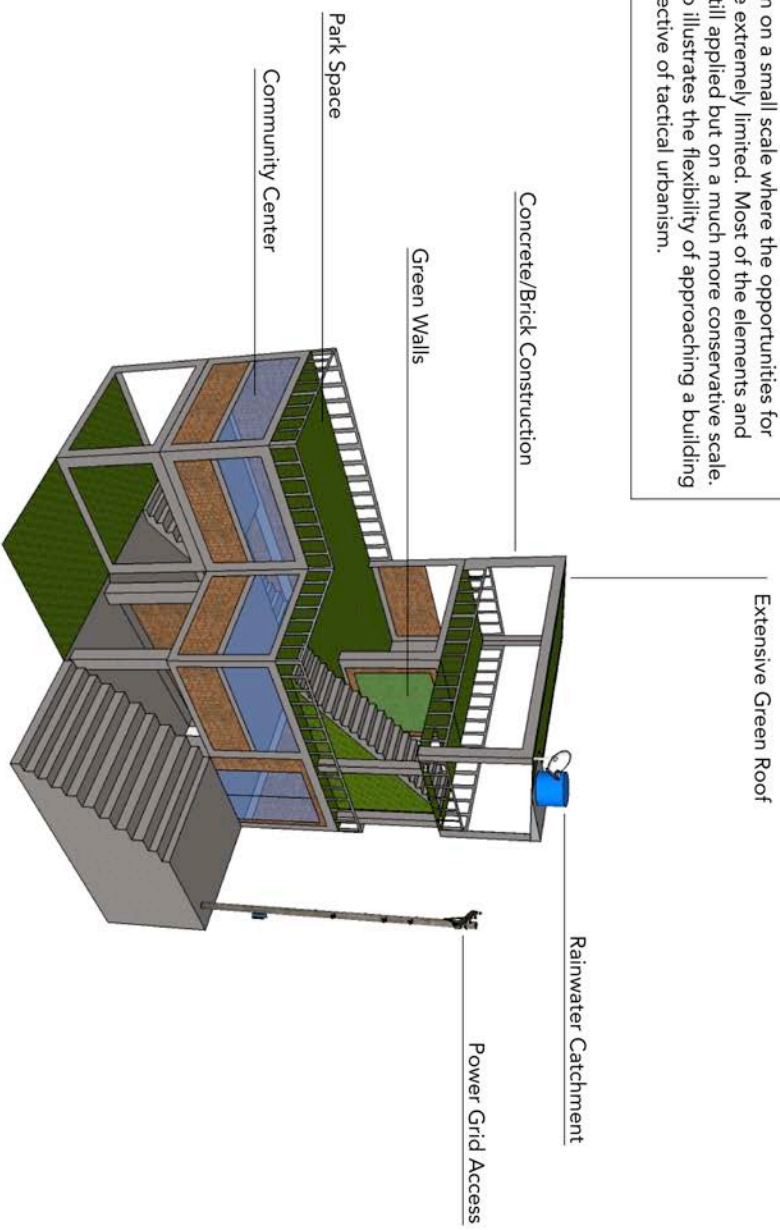 n on a small scale where the opportunities for
e extremely limited. Most of the elements and
till applied but on a much more conservative scale.
o illustrates the flexibility of approaching a building
ective of tactical urbanism.
Extensive Green Roof
Rainwater Catchment
Power Grid Access
Concrete/Brick Construction
Green Walls
Park Space
Community Center